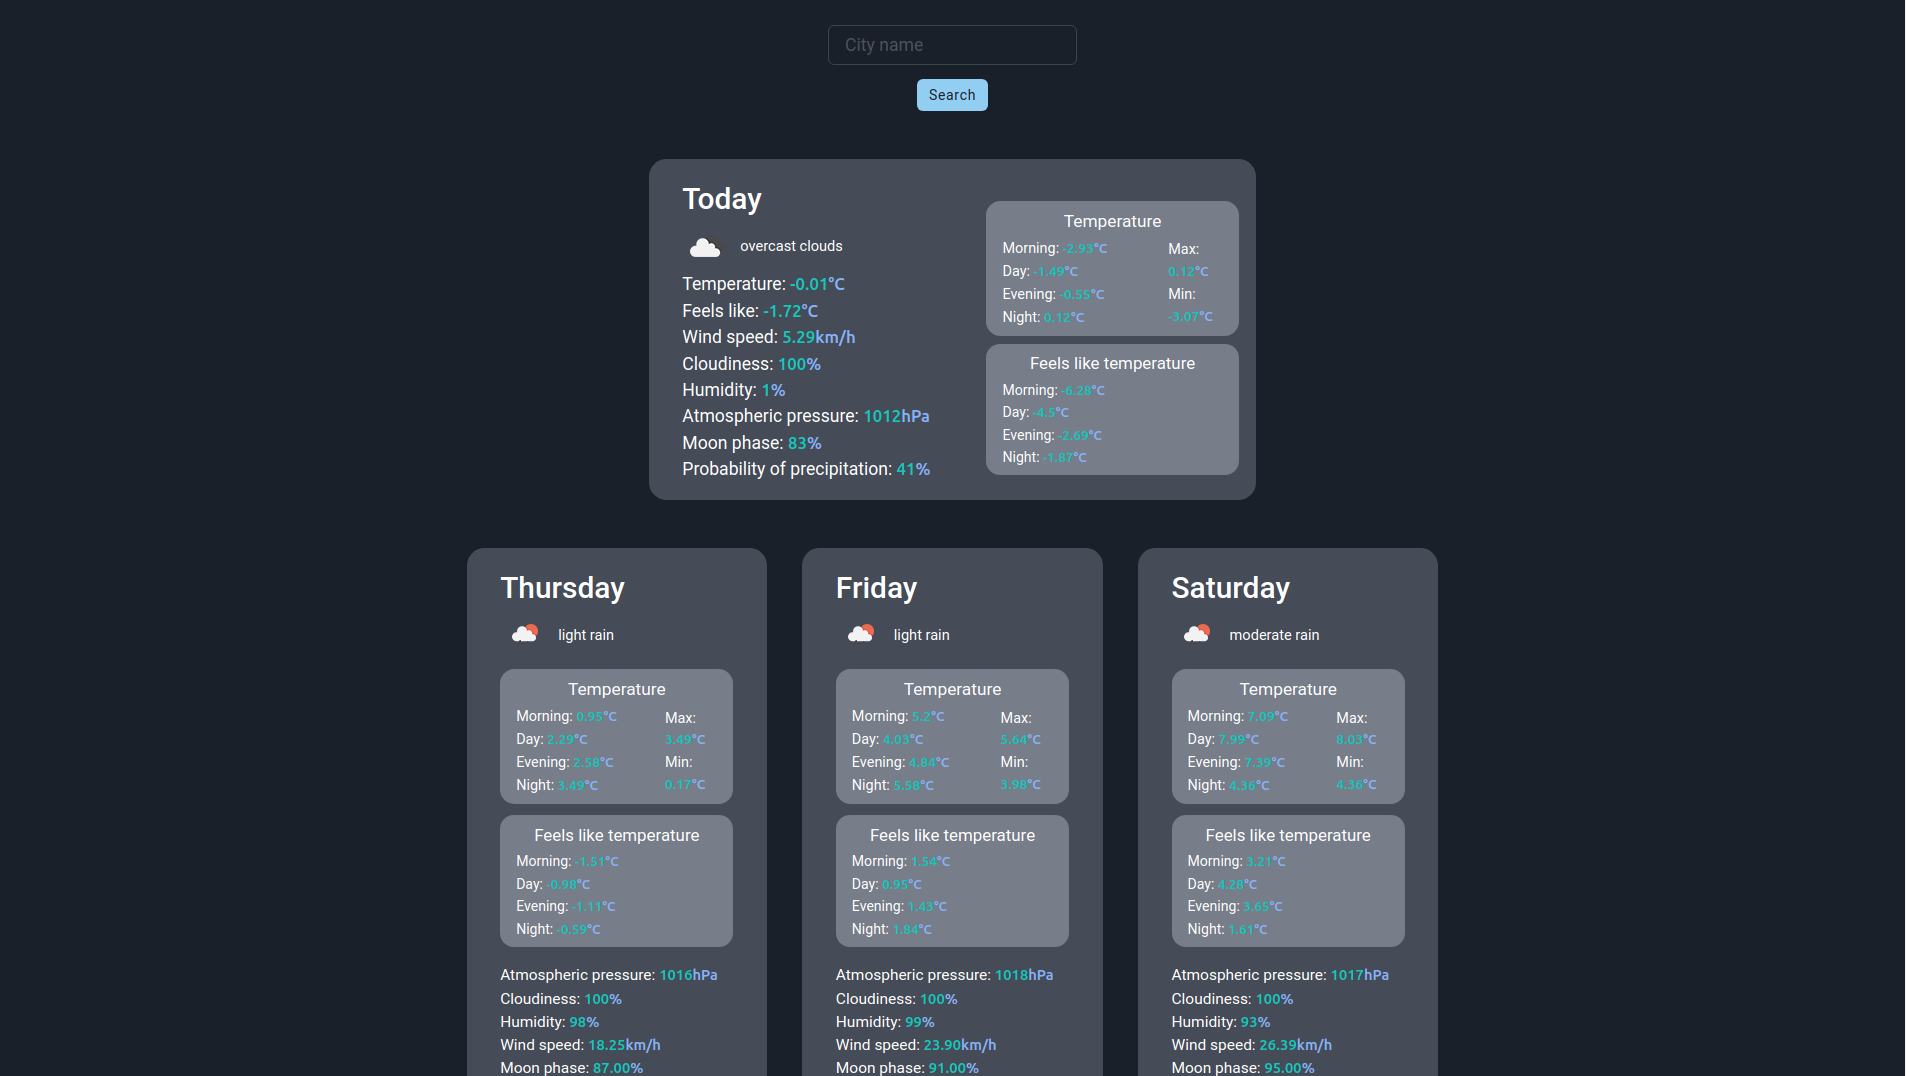 City name
Search
Today
overcast clouds
Temperature: -0.01°C
Feels like: -1.72°C
Wind speed: 5.29km/h
Cloudiness: 100%
Humidity: 1%
Atmospheric pressure: 1012hPa
Moon phase: 83%
Probability of precipitation: 41%
Temperature
Morning: -2.93°C
Day: -1.49°C
Evening: -0.55°C
Night: 0.12°C
Max:
0.12°C
Min:
-3.07°C
Feels like temperature
Morning: -6.28°C
Day: -4.5°C
Evening: -2.69°C
Night: -1.87°C
Thursday
light rain
Temperature
Morning: 0.95°C
Day: 2.29°C
Evening: 2.58°C
Night: 3.49°C
Max:
3.49°C
Min:
0.17°C
Feels like temperature
Morning: -1.51°C
Day: -0.98°C
Evening: -1.11°C
Night: -0.59°C
Atmospheric pressure: 1016hPa
Cloudiness: 100%
Humidity: 98%
Wind speed: 18.25km/h
Moon phase: 87.00%
Friday
light rain
Temperature
Morning: 5.2°C
Day: 4.03°C
Evening: 4.84°C
Night: 5.58°C
Max:
5.64°C
Min:
3.98°C
Feels like temperature
Morning: 1.54°C
Day: 0.95°C
Evening: 1.43°C
Night: 1.84°C
Atmospheric pressure: 1018hPa
Cloudiness: 100%
Humidity: 99%
Wind speed: 23.90km/h
Moon phase: 91.00%
Saturday
moderate rain
Temperature
Morning: 7.09°C
Day: 7.99°C
Evening: 7.39°C
Night: 4.36°C
Max:
8.03°C
Min:
4.36°C
Feels like temperature
Morning: 3.21°C
Day: 4.28°C
Evening: 3.65°C
Night: 1.61°C
Atmospheric pressure: 1017hPa
Cloudiness: 100%
Humidity: 93%
Wind speed: 26.39km/h
Moon phase: 95.00%